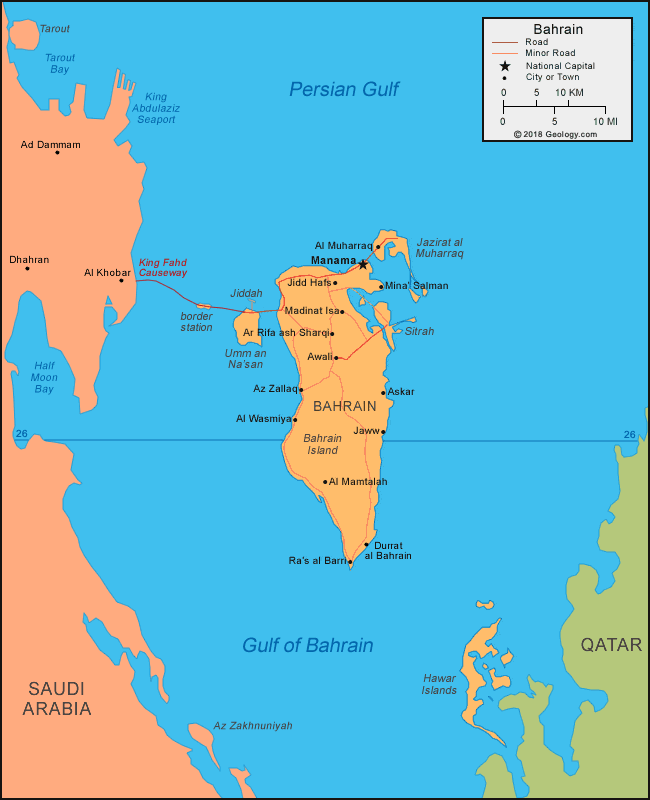 Tarout
Tarout
Bay
King
Abdulaziz
Seaport
Persian Gulf
Bahrain
Road
Minor Road
National Capital
City or Town
0 5 10 KM
0 5 10 MI
© 2018 Geology.com
Ad Dammam
Dhahran
Al Khobar
King Fahd
Causeway
border
station
Jiddah
Umm an
Na'san
Half
Moon
Bay
Al Muharraq
Manama
Jazirat al
Muharraq
Jidd Hafs
Mina' Salman
Madinat Isa
Ar Rifa ash Sharqi
Sitrah
Awali
Az Zallaq
Askar
BAHRAIN
Al Wasmiya
Jaww
Bahrain
Island
26
26
Al Mamtalah
Durrat
al Bahrain
Ra's al Barri
Gulf of Bahrain
QATAR
Hawar
Islands
SAUDI
ARABIA
Az Zakhnuniyah